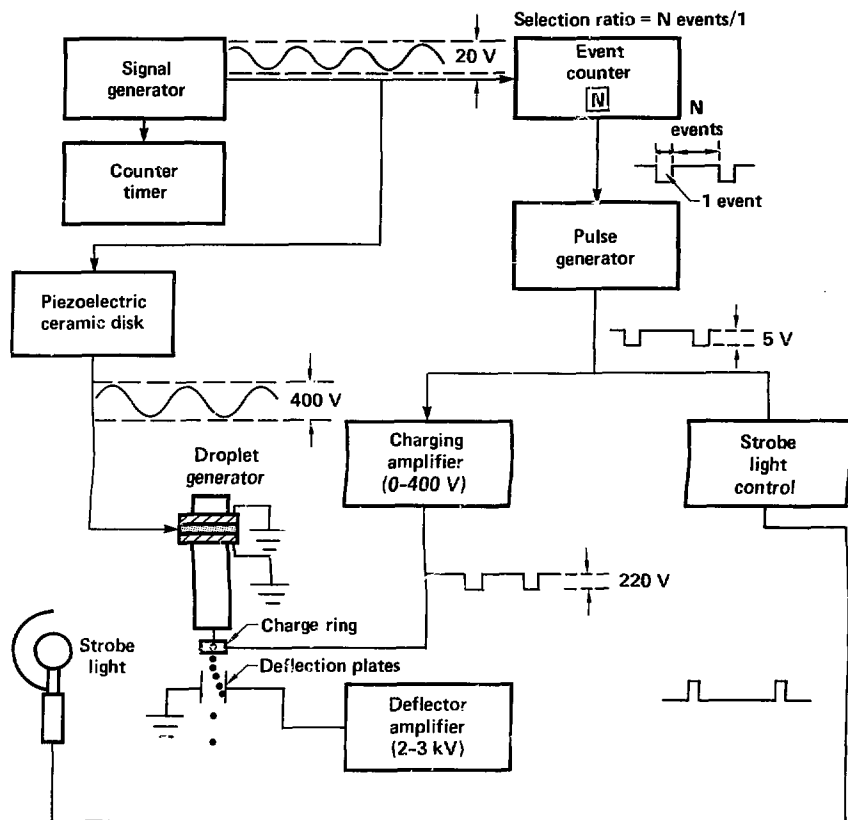 Selection ratio = N events/1
Signal
generator
20 V
Event
counter
N
N
events
1 event
Counter
timer
Pulse
generator
Piezoelectric
ceramic disk
5 V
400 V
Charging
amplifier
(0-400 V)
Strobe
light
control
Droplet
generator
220 V
Charge ring
Strobe
light
Deflection plates
Deflector
amplifier
(2-3 kV)